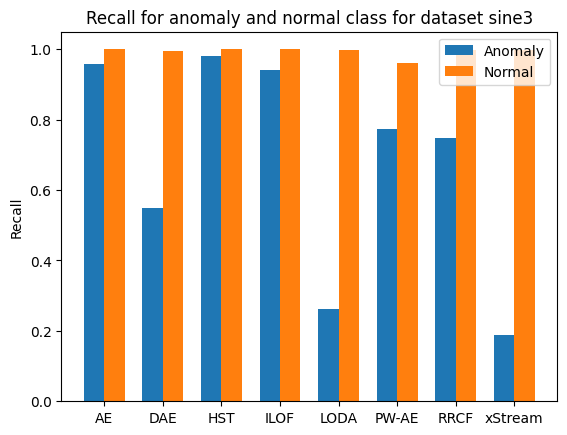 Recall for anomaly and normal class for dataset sine3
Anomaly
Normal
Recall
1.0
0.8
0.6
0.4
0.2
0.0
AE DAE HST ILOF LODA PW-AE RRCF xStream